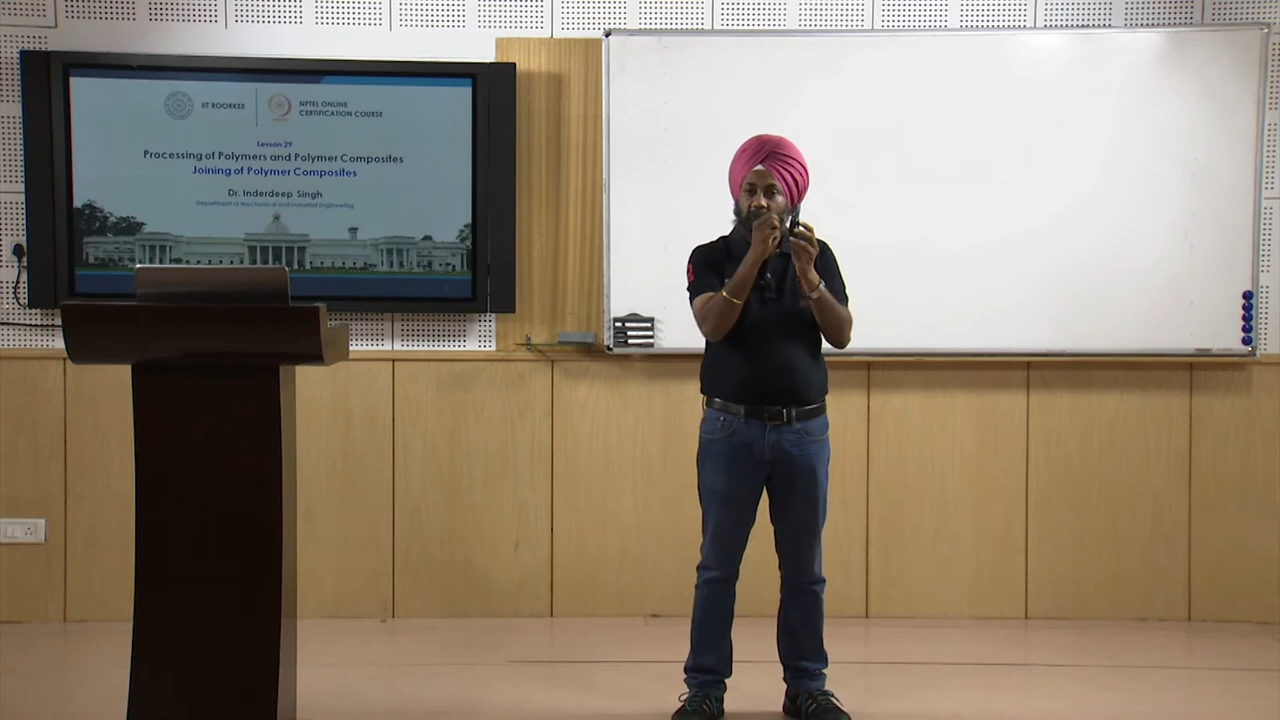 IIT ROORKEE
NPTEL ONLINE
CERTIFICATION COURSE
Lesson 29
Processing of Polymers and Polymer Composites
Joining of Polymer Composites
Dr. Inderdeep Singh
Department of Mechanical and Industrial Engineering